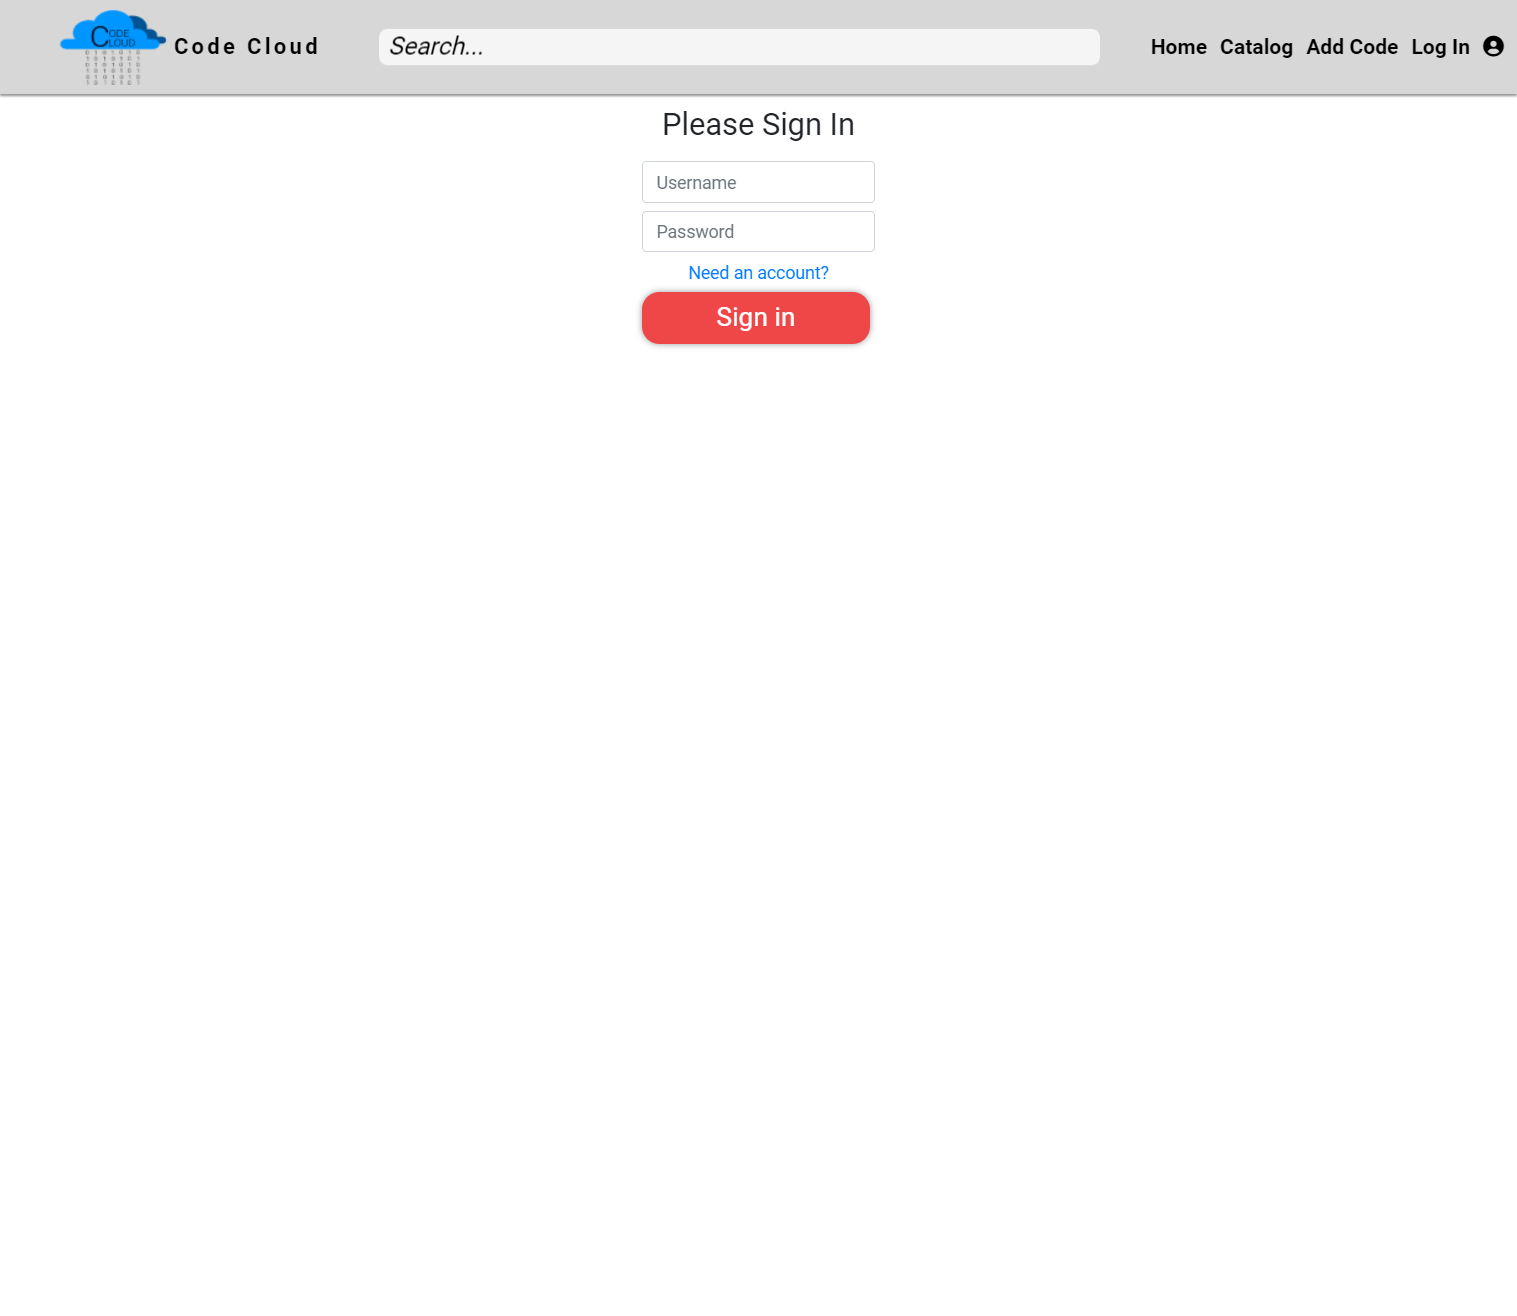 CODE
CLOUD
Code Cloud
Search...
Home Catalog Add Code Log In
Please Sign In
Username
Password
Need an account?
Sign in